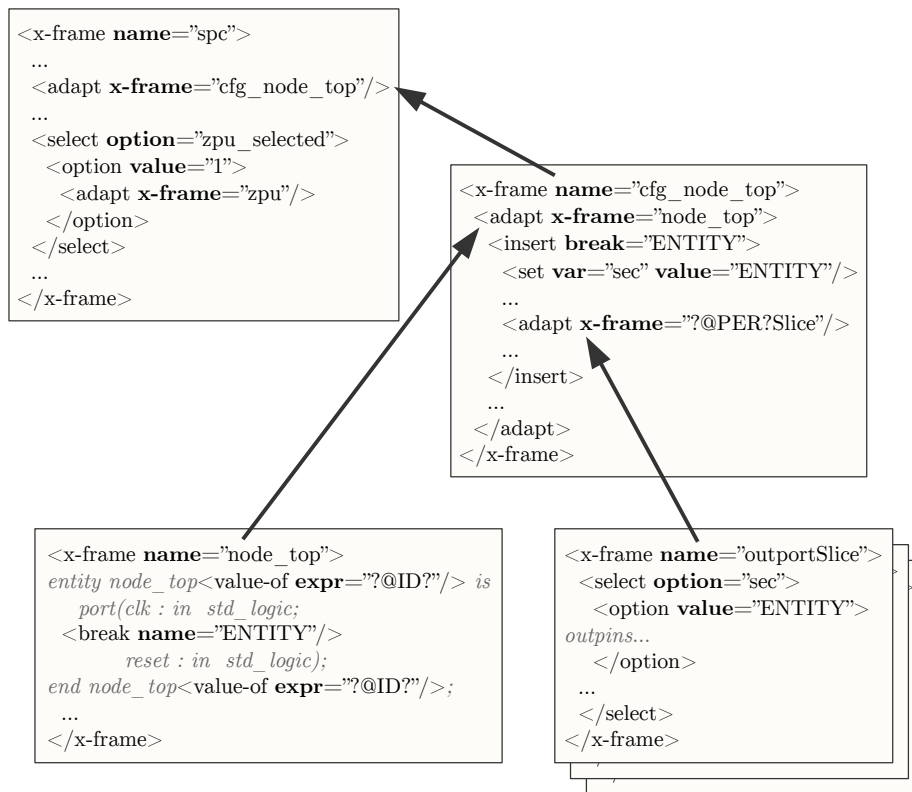 <x-frame name=”spc”>
...
<adapt x-frame=”cfg_node_top”/>
...
<select option=”zpu_selected”>
<option value=”1”>
<adapt x-frame=”zpu”/>
</option>
</select>
...
</x-frame>
<x-frame name=”cfg_node_top”>
<adapt x-frame=”node_top”>
<insert break=”ENTITY”>
<set var=”sec” value=”ENTITY”/>
...
<adapt x-frame=”?@PER?Slice”/>
...
</insert>
...
</adapt>
</x-frame>
<x-frame name=”node_top”>
entity node_top<value-of expr=”?@ID?”/> is
port(clk : in std_logic;
<break name=”ENTITY”/>
reset : in std_logic);
end node_top<value-of expr=”?@ID?”/>;
...
</x-frame>
<x-frame name=”outportSlice”>
<select option=”sec”>
<option value=”ENTITY”>
outpins...
</option>
...
</select>
</x-frame>